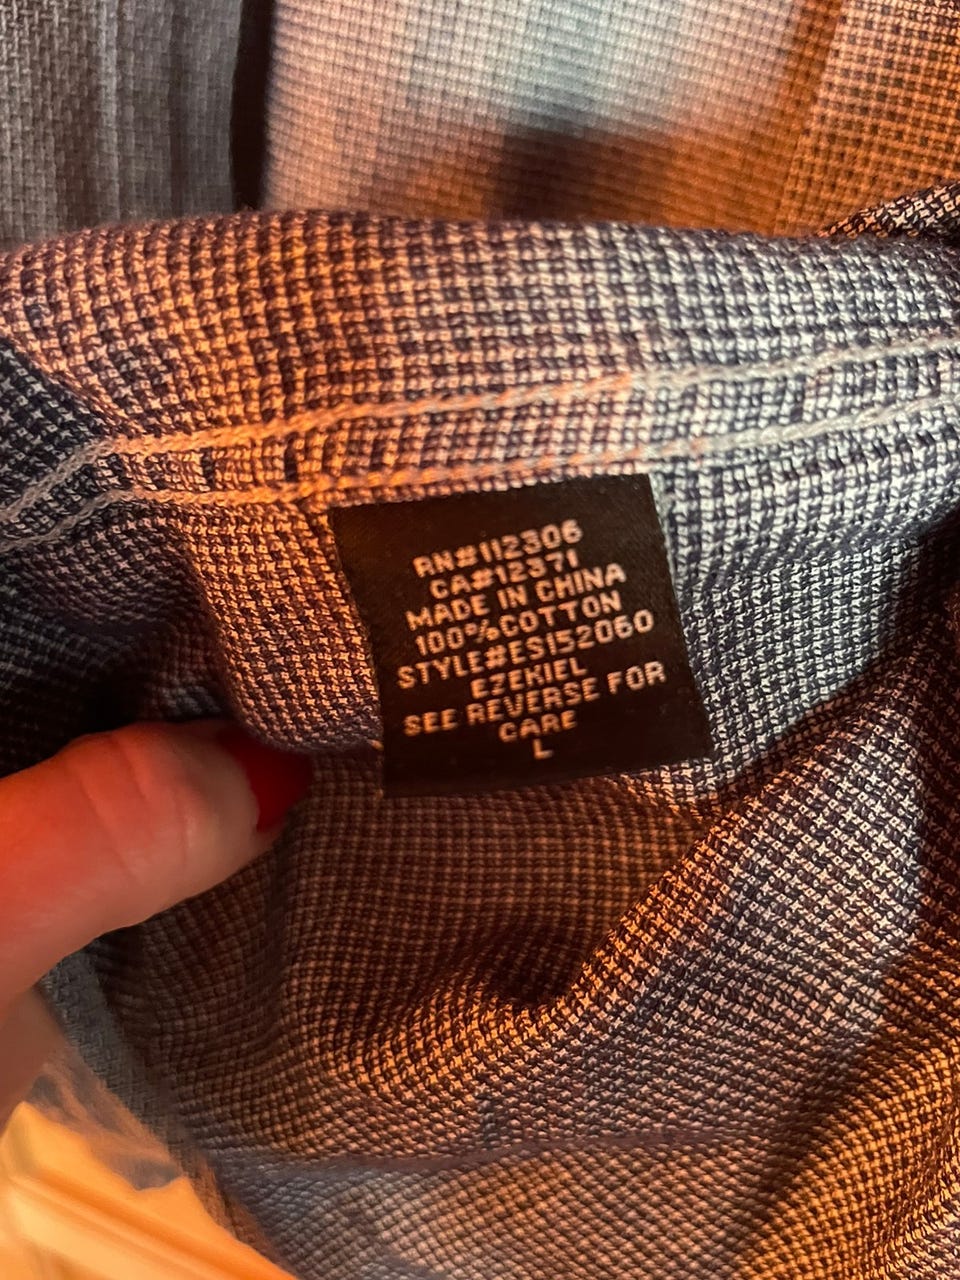 RN#112306
CA#12371
MADE IN CHINA
100%COTTON
STYLE#ES152060
EZEKIEL
SEE REVERSE FOR
CARE
L